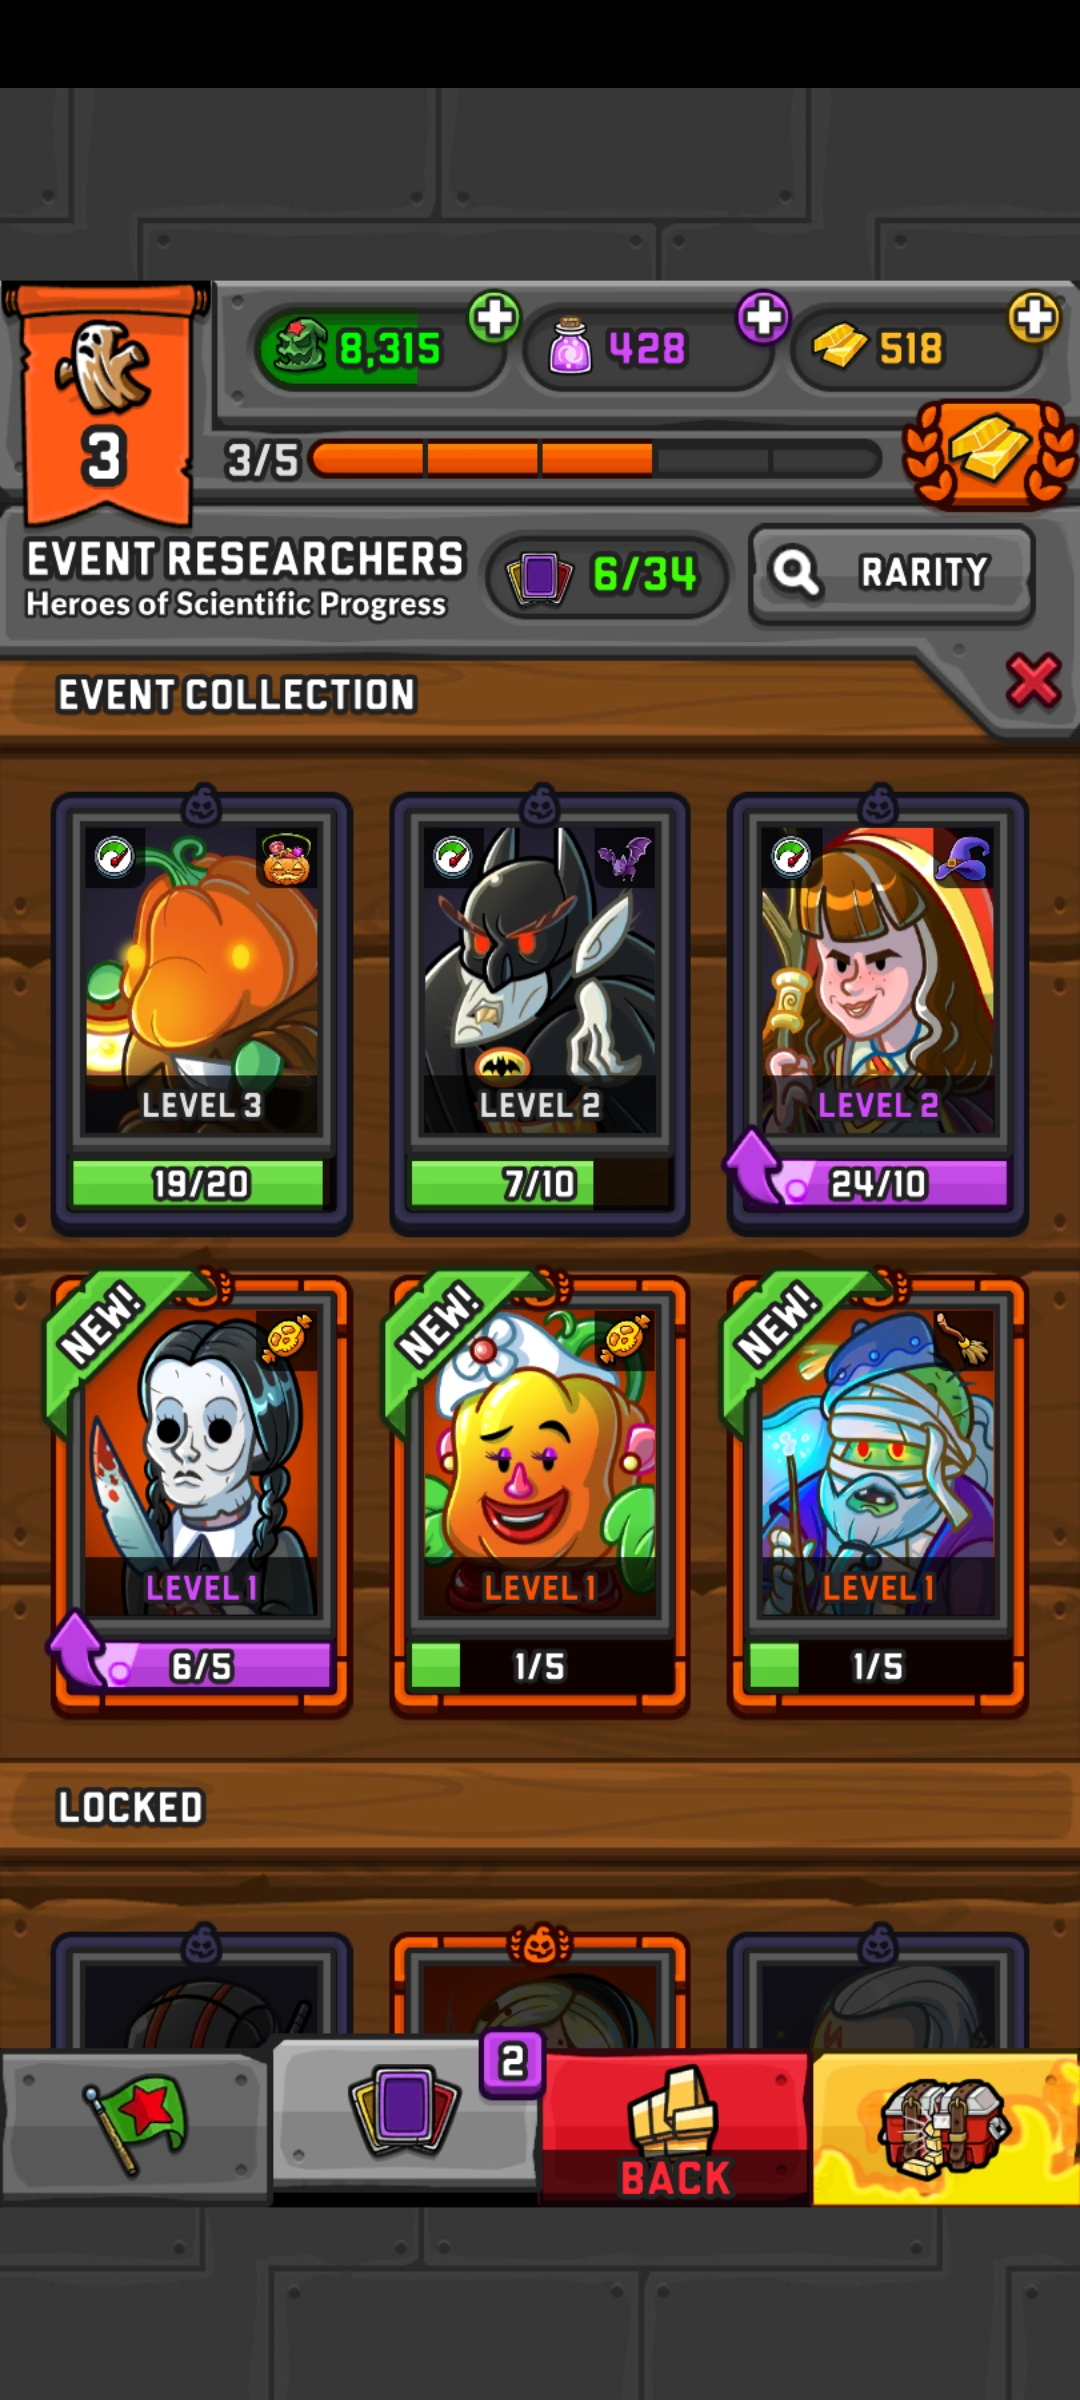 8,315
428
518
3
3/5
EVENT RESEARCHERS
Heroes of Scientific Progress
6/34
RARITY
EVENT COLLECTION
LEVEL 3
LEVEL 2
LEVEL 2
19/20
7/10
24/10
NEW!
NEW!
NEW!
LEVEL 1
LEVEL 1
LEVEL 1
6/5
1/5
1/5
LOCKED
2
BACK